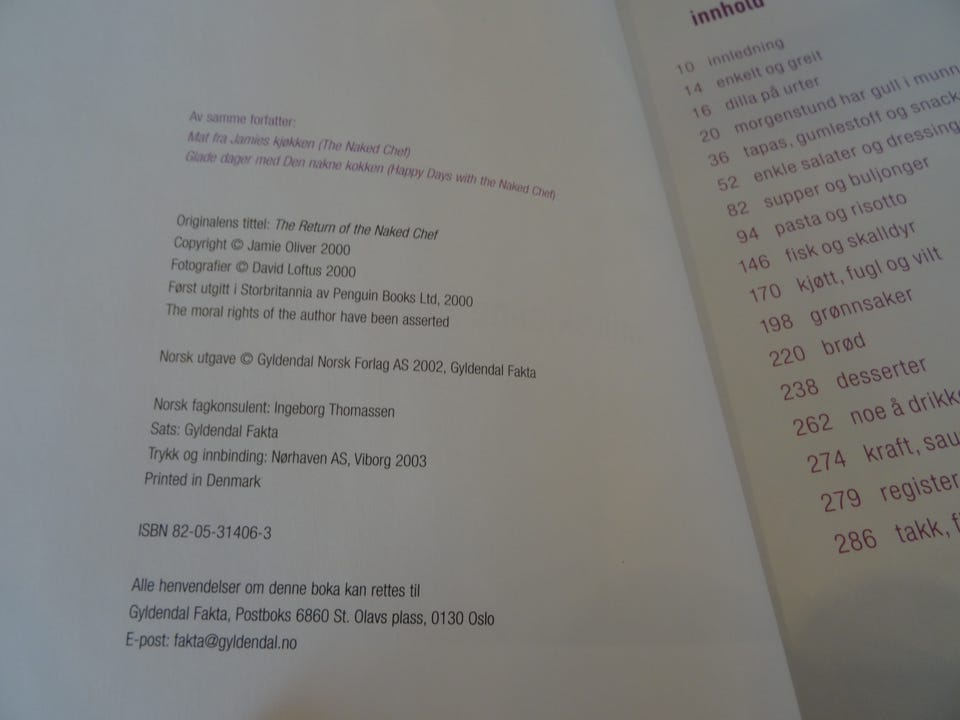 Av samme forfatter:
Mat fra Jamies kjøkken (The Naked Chef)
Glade dager med Den nakne kokken (Happy Days with the Naked Chef)
Originalens tittel: The Return of the Naked Chef
Copyright © Jamie Oliver 2000
Fotografier © David Loftus 2000
Først utgitt i Storbritannia av Penguin Books Ltd, 2000
The moral rights of the author have been asserted
Norsk utgave © Gyldendal Norsk Forlag AS 2002, Gyldendal Fakta
Norsk fagkonsulent: Ingeborg Thomassen
Sats: Gyldendal Fakta
Trykk og innbinding: Nørhaven AS, Viborg 2003
Printed in Denmark
ISBN 82-05-31406-3
Alle henvendelser om denne boka kan rettes til
Gyldendal Fakta, Postboks 6860 St. Olavs plass, 0130 Oslo
E-post: fakta@gyldendal.no
innhold
10 innledning
14 enkelt og greit
16 dilla på urter
20 morgenstund har gull i munn
36 tapas, gumlestoff og snack
52 enkle salater og dressing
82 supper og buljonger
94 pasta og risotto
146 fisk og skalldyr
170 kjøtt, fugl og vilt
198 grønnsaker
220 brød
238 desserter
262 noe å drikke
274 kraft, sau
279 register
286 takk, f